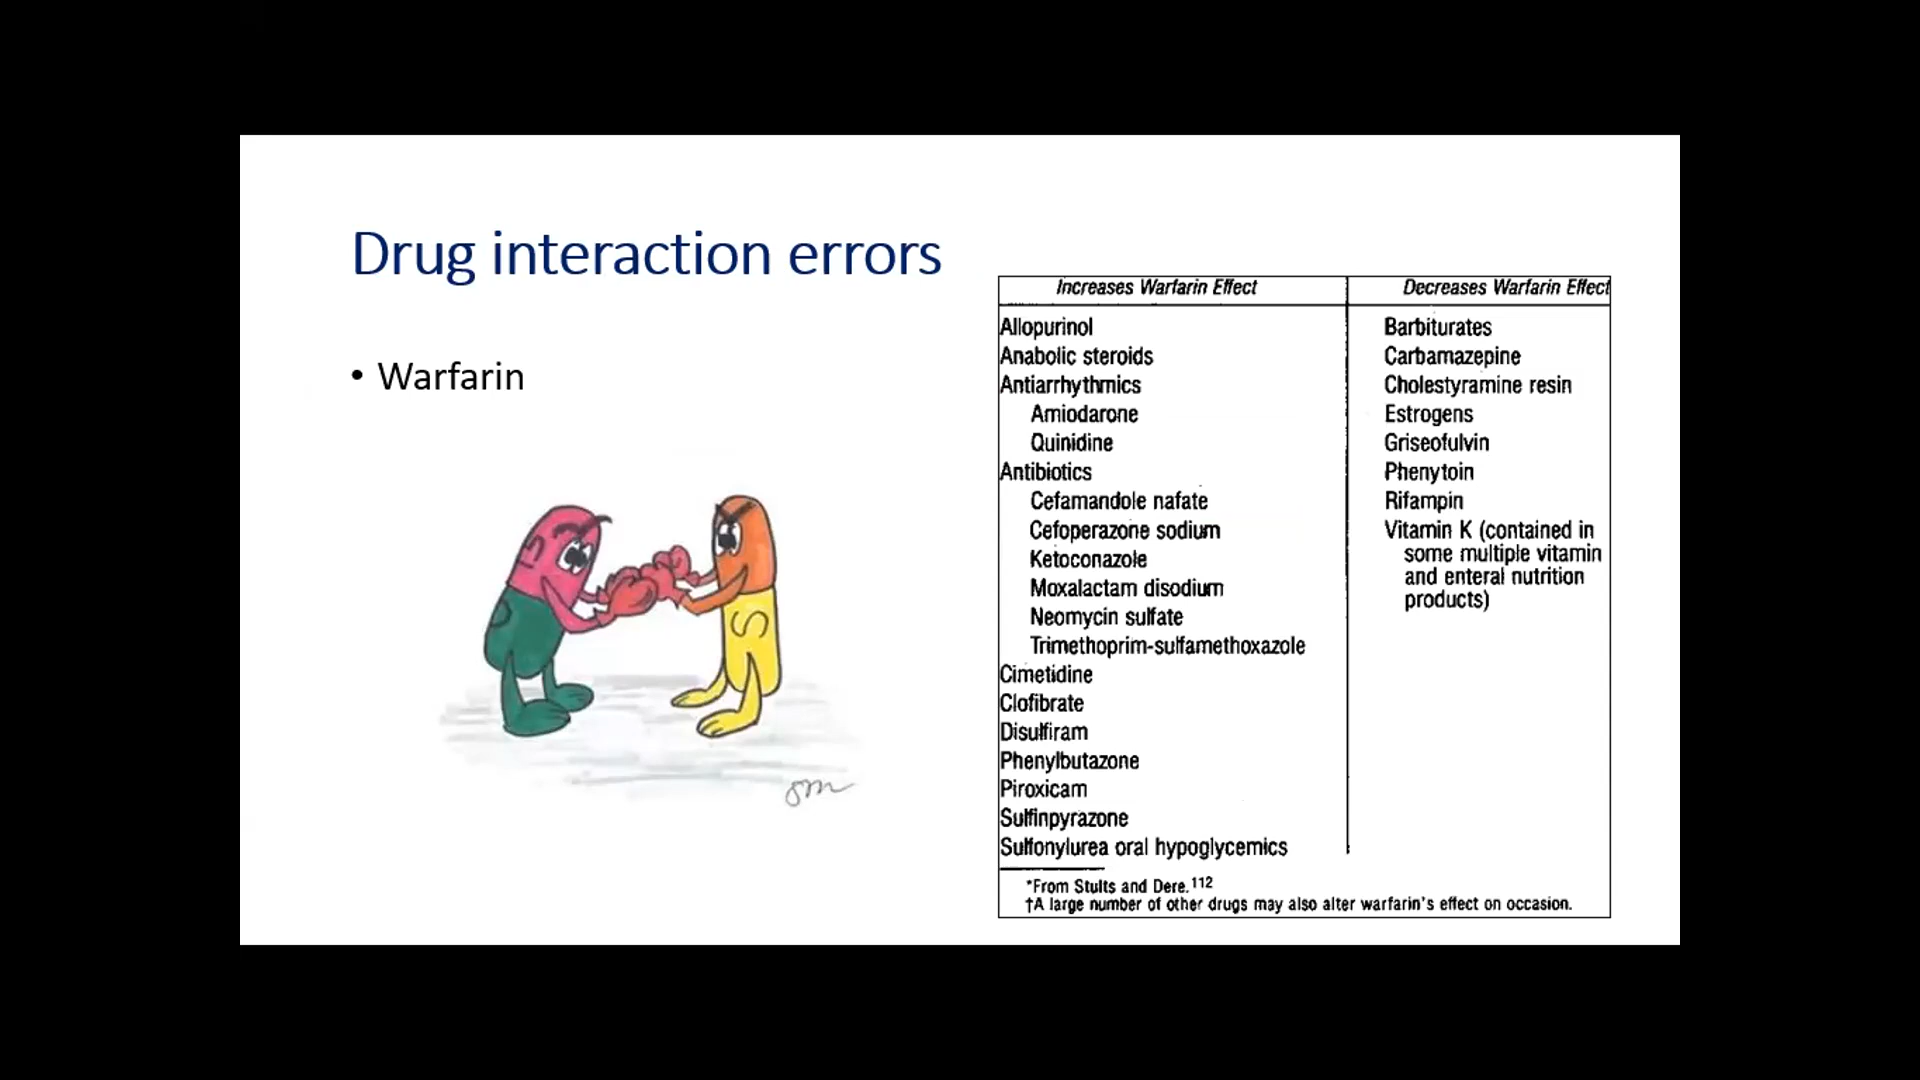 Drug interaction errors
• Warfarin
Increases Warfarin Effect
Allopurinol
Anabolic steroids
Antiarrhythmics
Amiodarone
Quinidine
Antibiotics
Cefamandole nafate
Cefoperazone sodium
Ketoconazole
Moxalactam disodium
Neomycin sulfate
Trimethoprim-sulfamethoxazole
Cimetidine
Clofibrate
Disulfiram
Phenylbutazone
Piroxicam
Sulfinpyrazone
Sulfonylurea oral hypoglycemics
Decreases Warfarin Effect
Barbiturates
Carbamazepine
Cholestyramine resin
Estrogens
Griseofulvin
Phenytoin
Rifampin
Vitamin K (contained in
some multiple vitamin
and enteral nutrition
products)
*From Stults and Dere.112
†A large number of other drugs may also alter warfarin's effect on occasion.